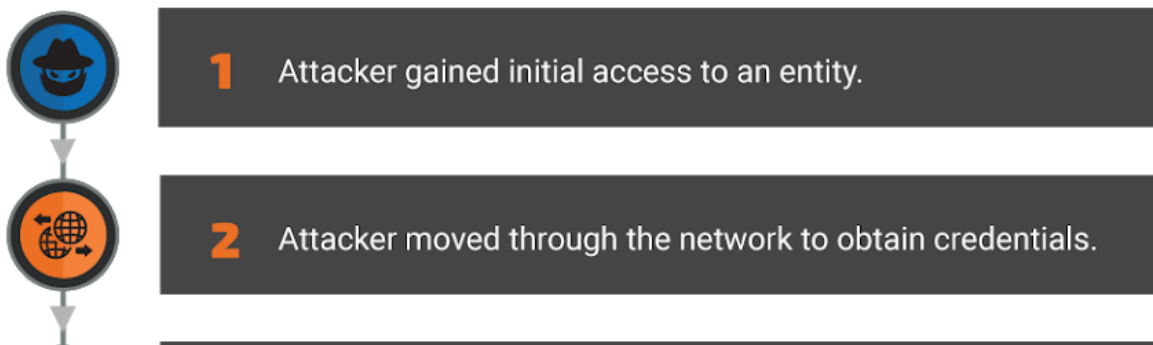 1 Attacker gained initial access to an entity.
2 Attacker moved through the network to obtain credentials.